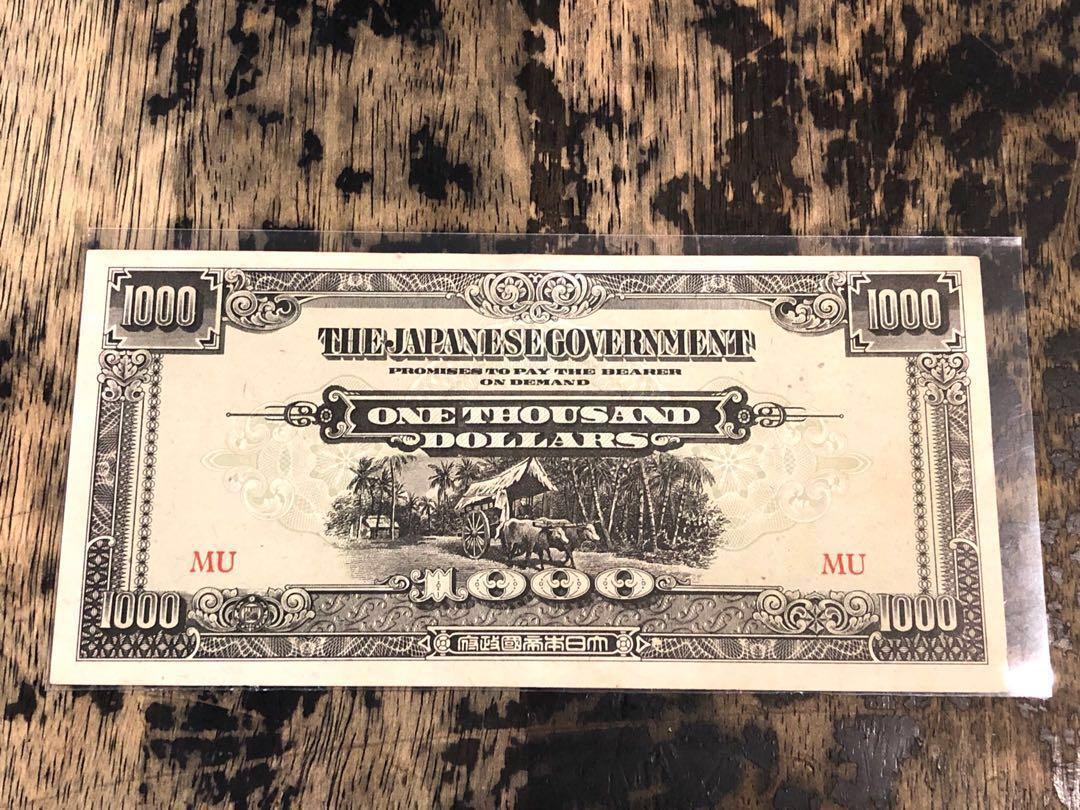 1000 1000
THE JAPANESE GOVERNMENT
PROMISES TO PAY THE BEARER
ON DEMAND
ONE THOUSAND
DOLLARS
MU MU
1000
1000 1000
府政國帝本日大